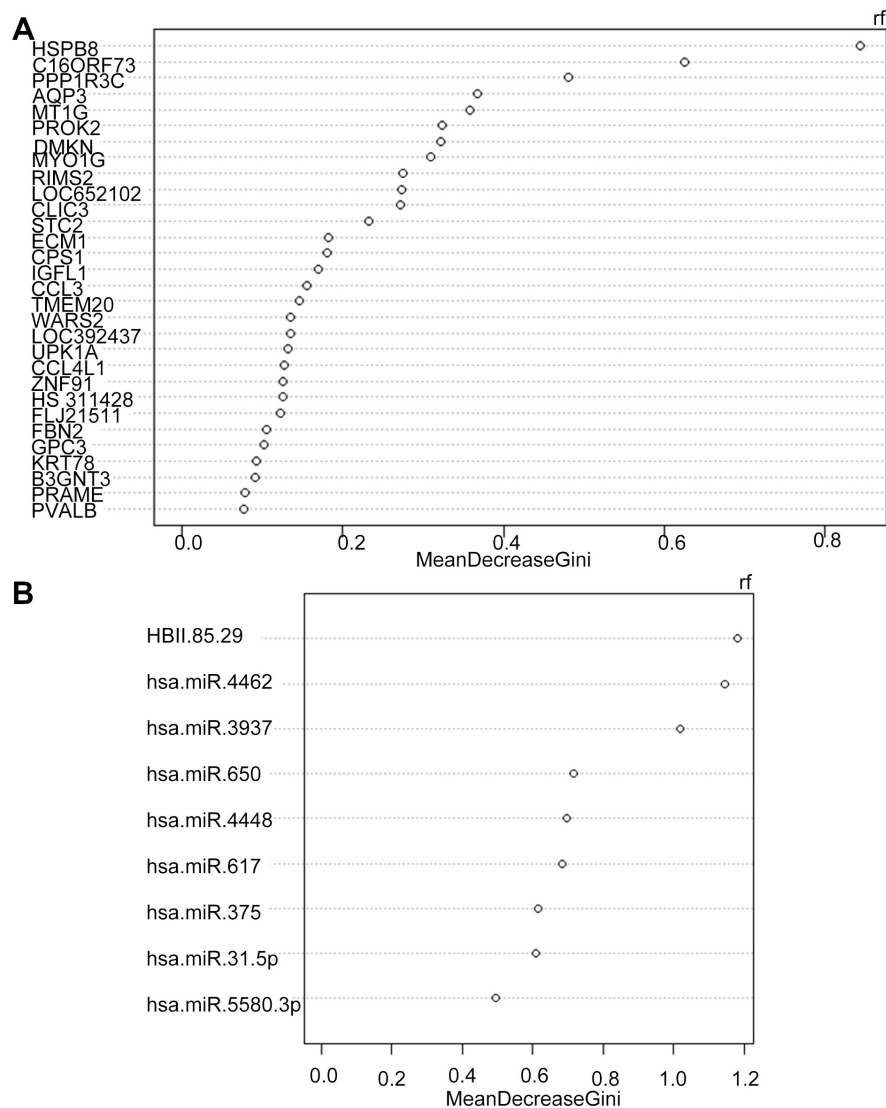 A
rf
HSPB8
C16ORF73
PPP1R3C
AQP3
MT1G
PROK2
DMKN
MYO1G
RIMS2
LOC652102
CLIC3
STC2
ECM1
CPS1
IGFL1
CCL3
TMEM20
WARS2
LOC392437
UPK1A
CCL4L1
ZNF91
HS 311428
FLJ21511
FBN2
GPC3
KRT78
B3GNT3
PRAME
PVALB
0.0 0.2 0.4 0.6 0.8
MeanDecreaseGini
B
rf
HBII.85.29
hsa.miR.4462
hsa.miR.3937
hsa.miR.650
hsa.miR.4448
hsa.miR.617
hsa.miR.375
hsa.miR.31.5p
hsa.miR.5580.3p
0.0 0.2 0.4 0.6 0.8 1.0 1.2
MeanDecreaseGini